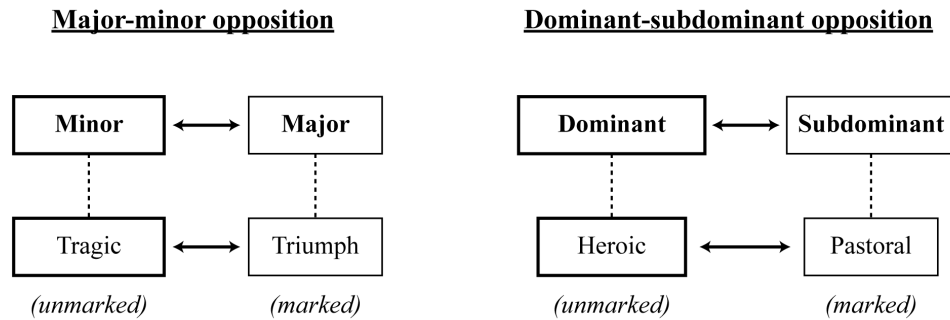 Major-minor opposition
Minor
Major
Tragic
Triumph
(unmarked)
(marked)
Dominant-subdominant opposition
Dominant
Subdominant
Heroic
Pastoral
(unmarked)
(marked)